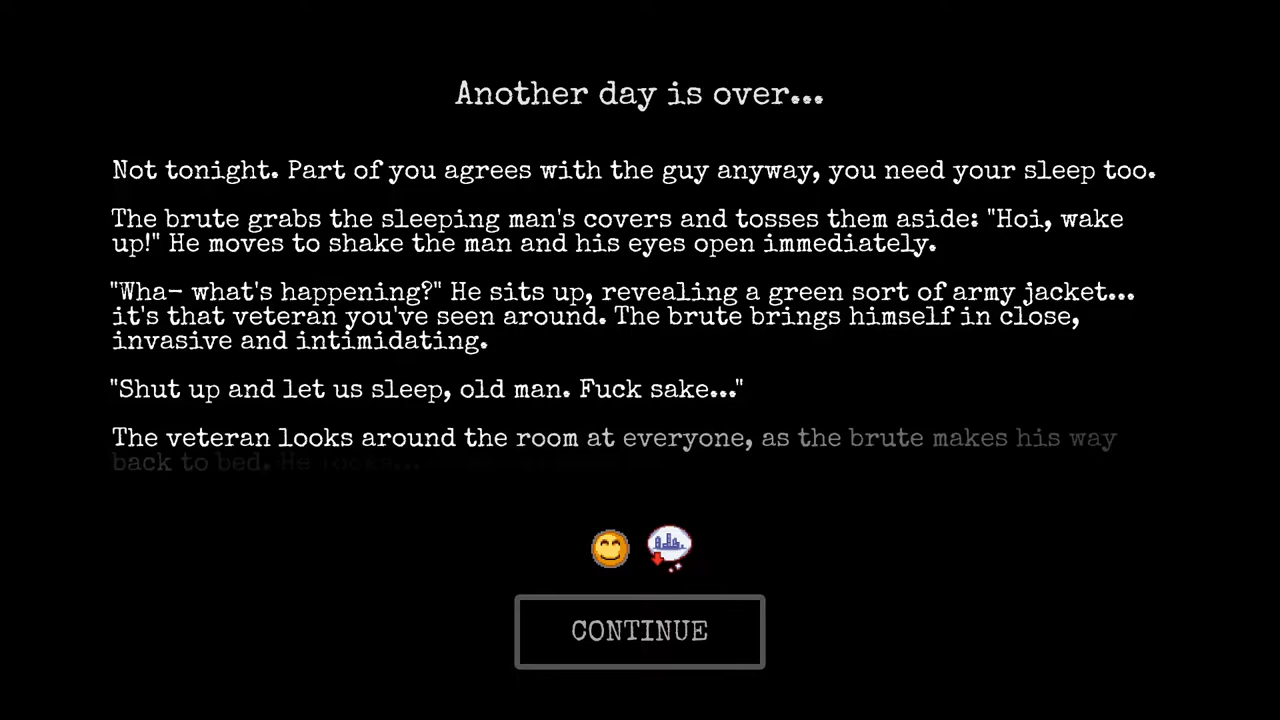 Another day is over...
Not tonight. Part of you agrees with the guy anyway, you need your sleep too.
The brute grabs the sleeping man's covers and tosses them aside: "Hoi, wake
up!" He moves to shake the man and his eyes open immediately.
"Wha- what's happening?" He sits up, revealing a green sort of army jacket...
it's that veteran you've seen around. The brute brings himself in close,
invasive and intimidating.
"Shut up and let us sleep, old man. Fuck sake..."
The veteran looks around the room at everyone, as the brute makes his way
back to bed. He looks...
CONTINUE